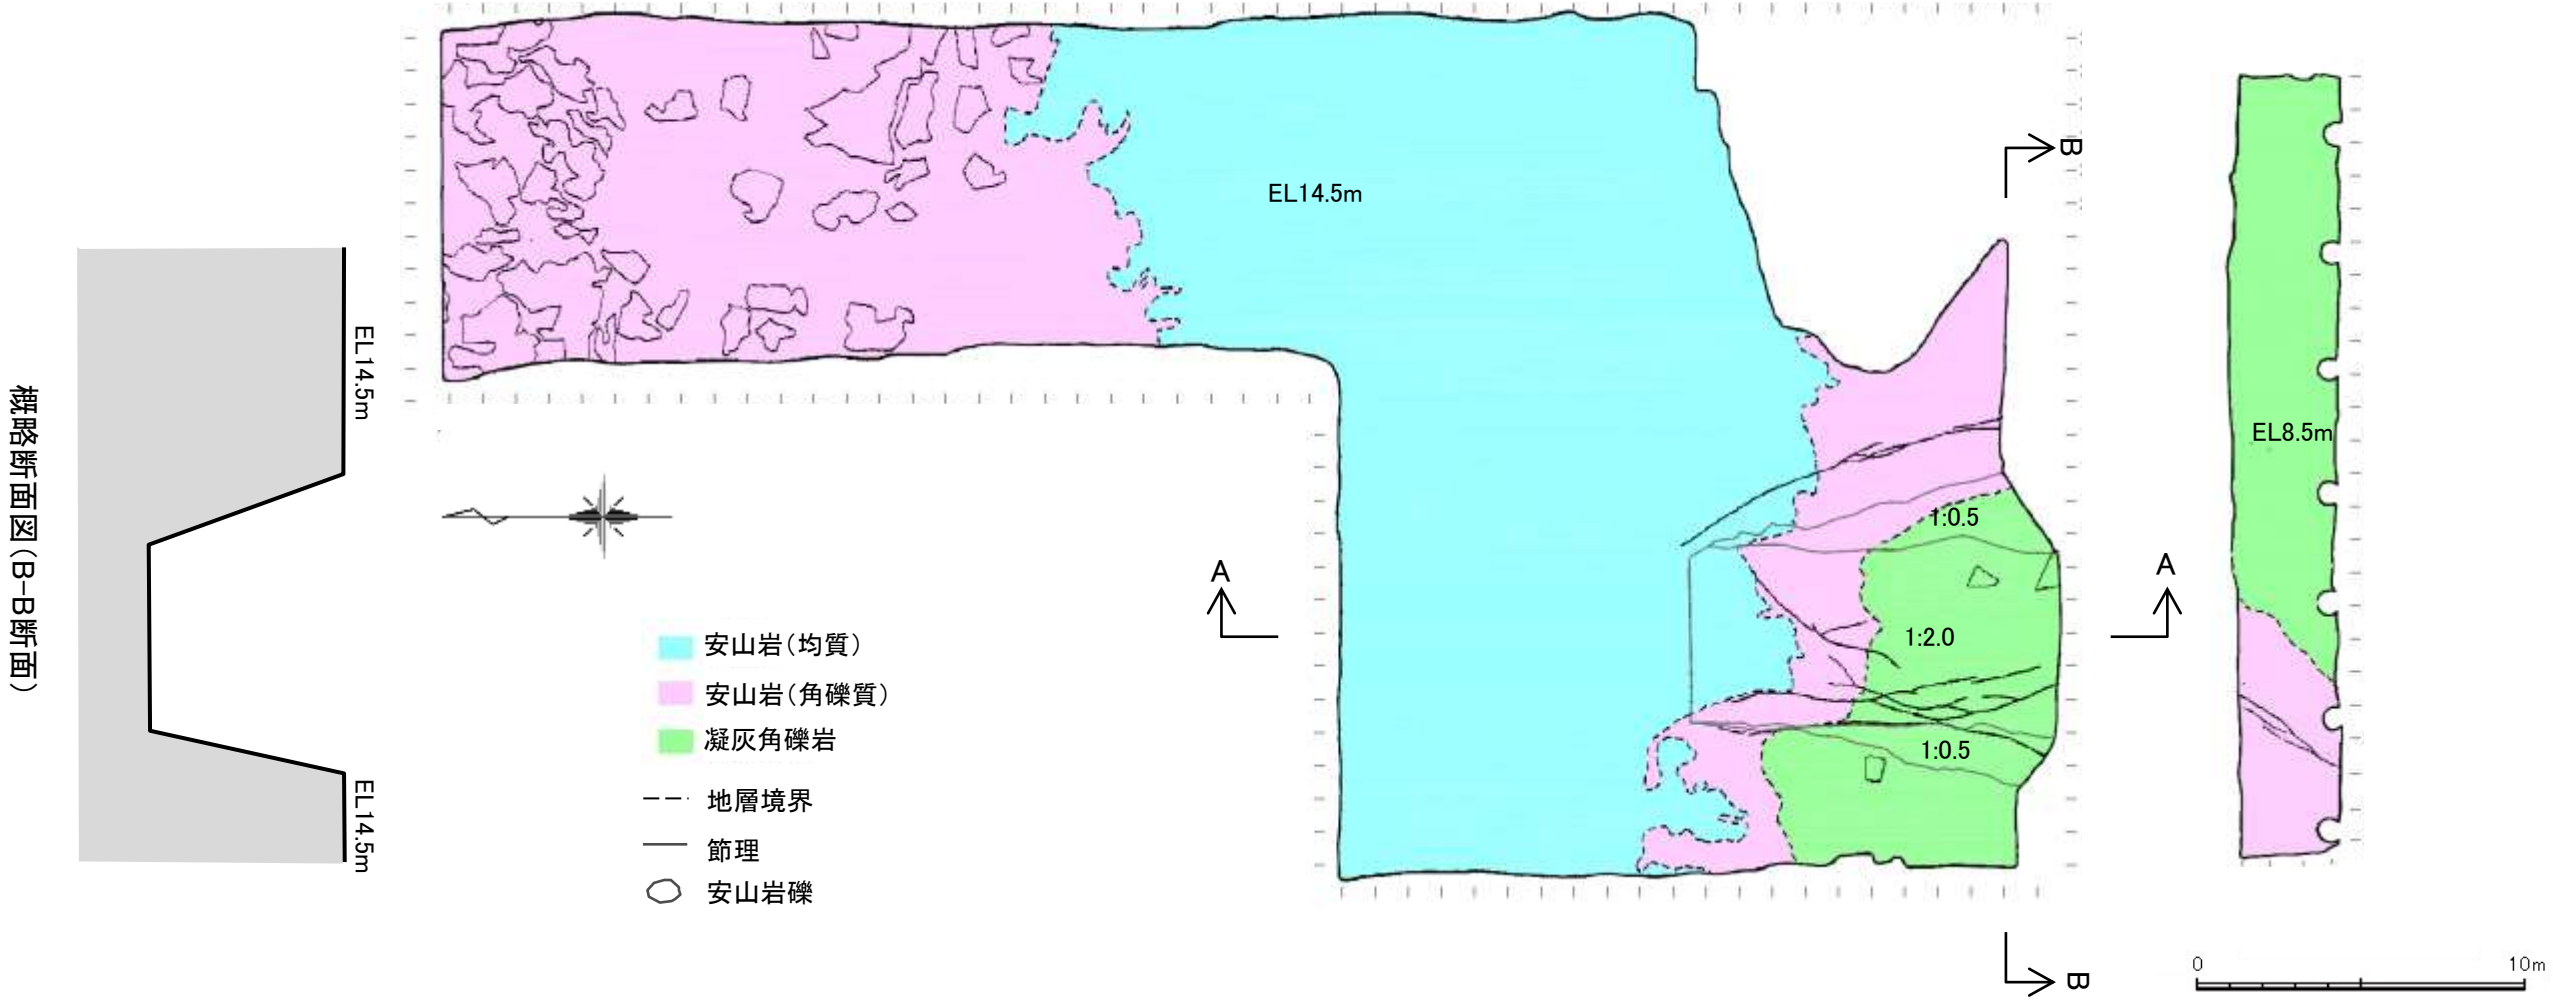 EL14.5m
B
EL14.5m
概略断面図(B-B断面)
EL8.5m
1:0.5
A
A
安山岩(均質)
1:2.0
安山岩(角礫質)
凝灰角礫岩
1:0.5
地層境界
EL14.5m
節理
安山岩礫
0
10m
B